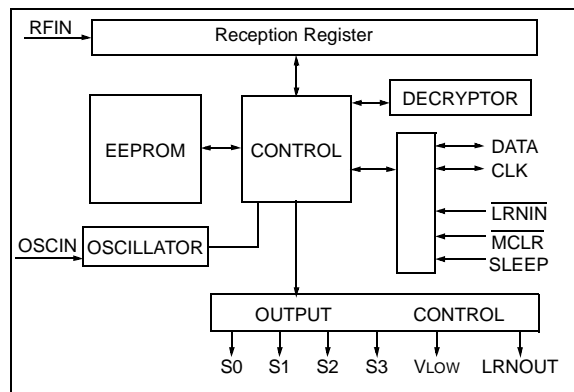 RFIN
Reception Register
DECRYPTOR
EEPROM
CONTROL
DATA
CLK
LRNIN
MCLR
SLEEP
OSCIN
OSCILLATOR
OUTPUT CONTROL
S0 S1 S2 S3 VLOW LRNOUT